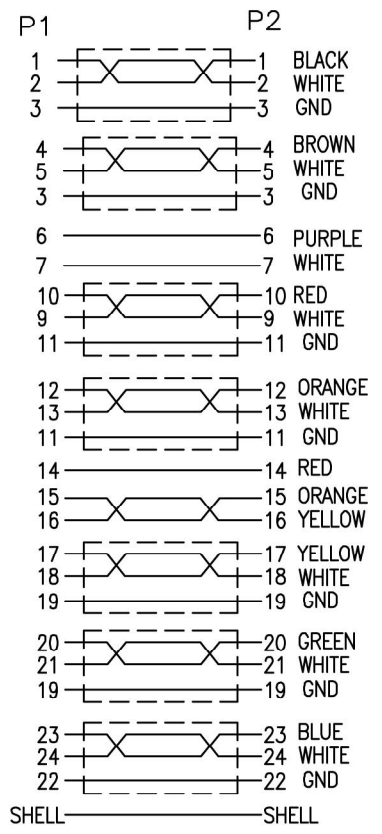 P1 P2
1 1 BLACK
2 2 WHITE
3 3 GND
4 4 BROWN
5 5 WHITE
3 3 GND
6 6 PURPLE
7 7 WHITE
10 10 RED
9 9 WHITE
11 11 GND
12 12 ORANGE
13 13 WHITE
11 11 GND
14 14 RED
15 15 ORANGE
16 16 YELLOW
17 17 YELLOW
18 18 WHITE
19 19 GND
20 20 GREEN
21 21 WHITE
19 19 GND
23 23 BLUE
24 24 WHITE
22 22 GND
SHELL SHELL